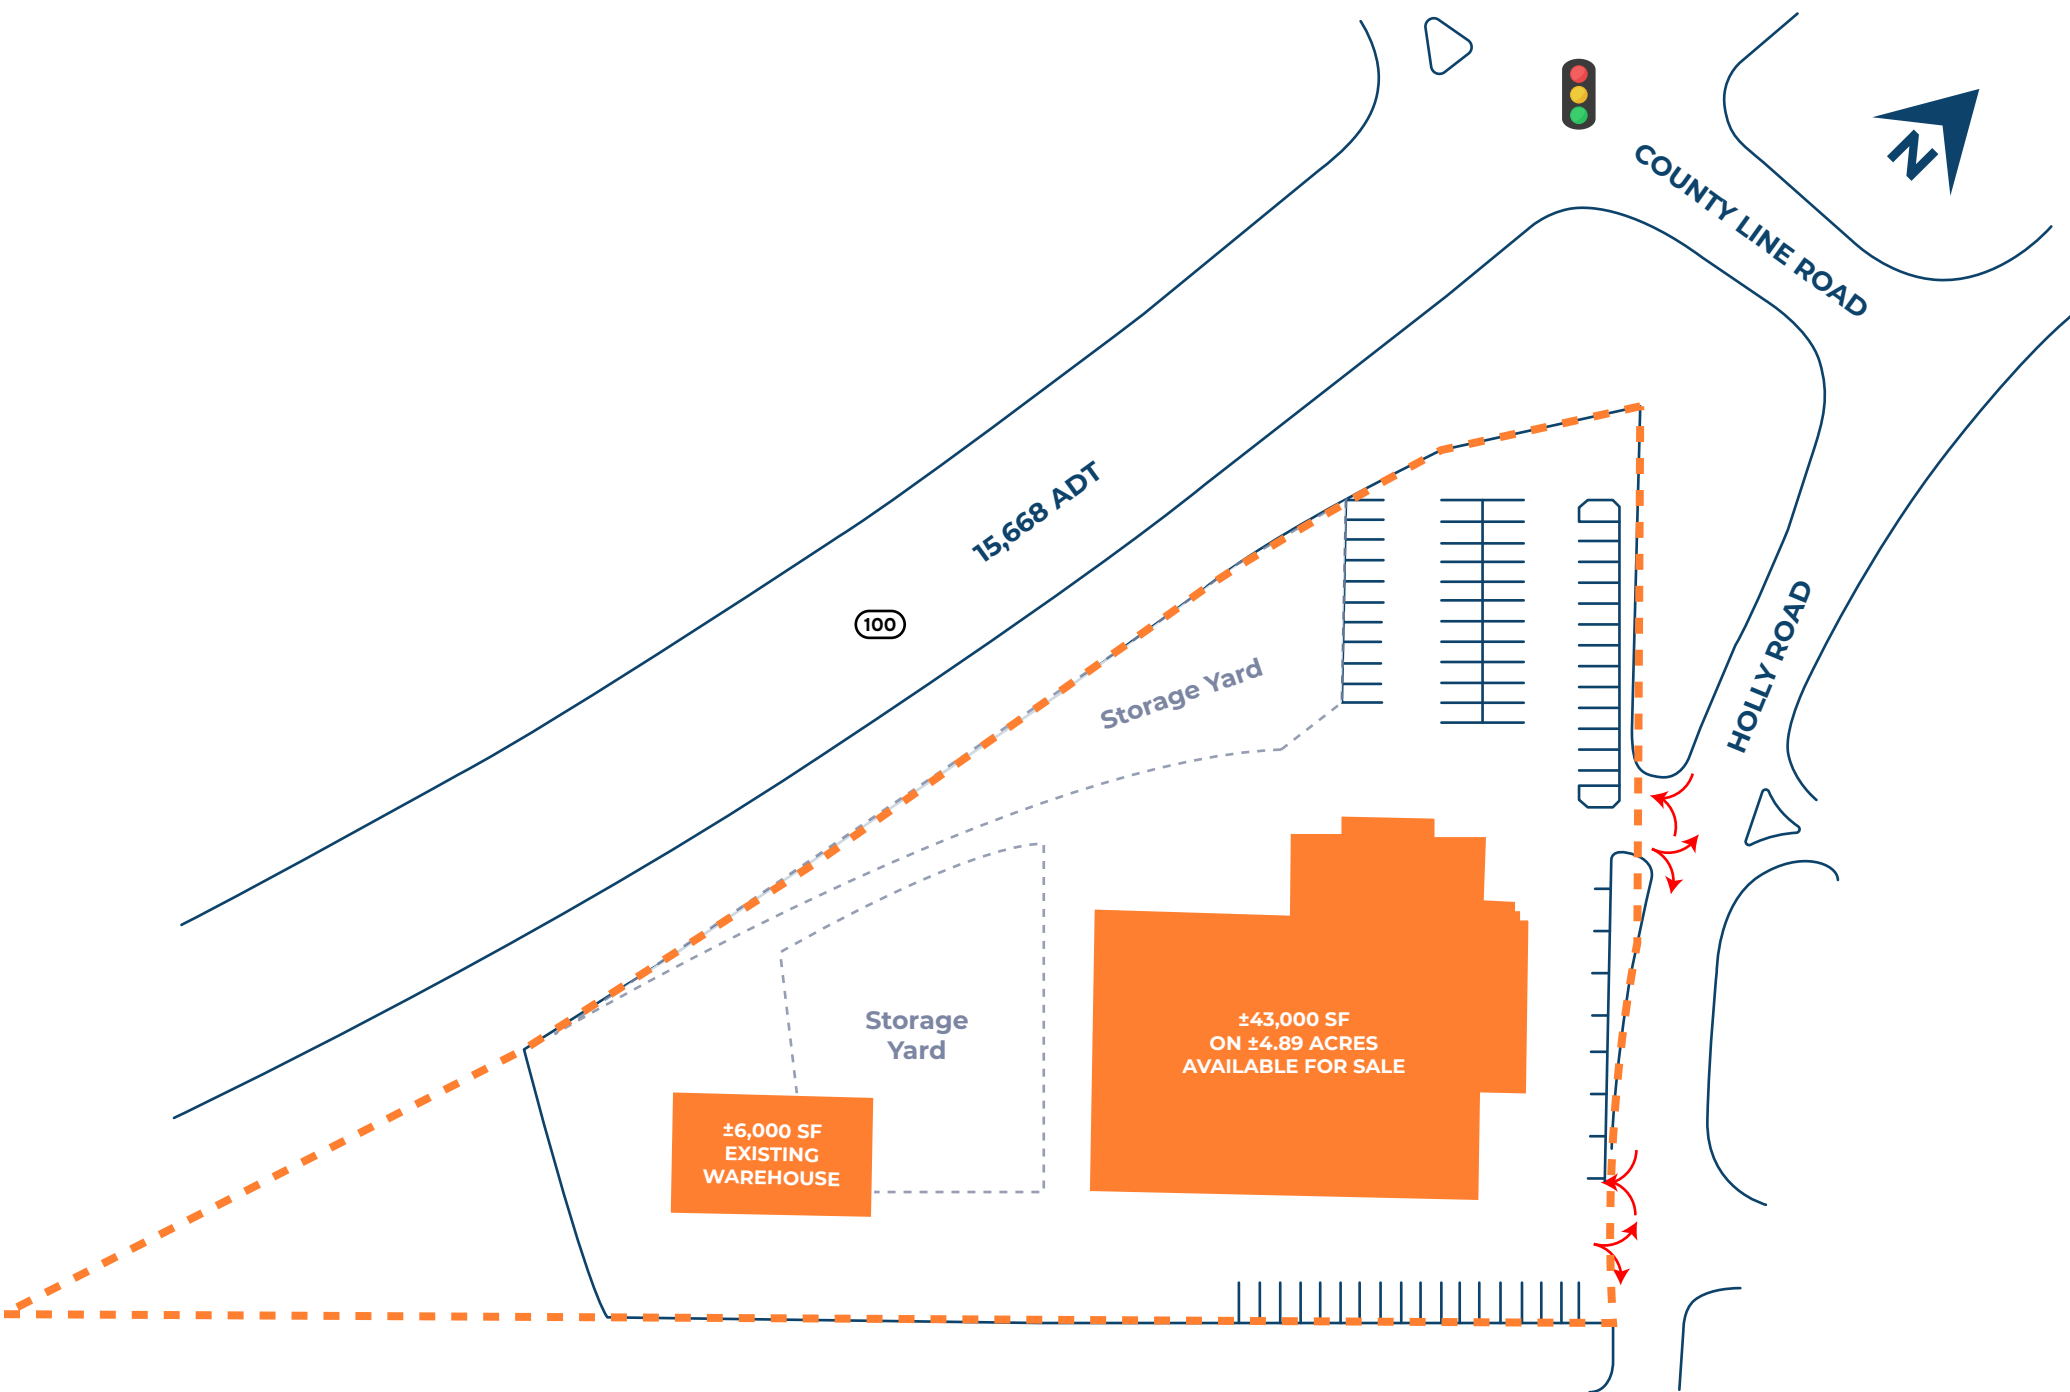 N
COUNTY LINE ROAD
15,668 ADT
100
HOLLY ROAD
Storage Yard
Storage
Yard
±43,000 SF
ON ±4.89 ACRES
AVAILABLE FOR SALE
±6,000 SF
EXISTING
WAREHOUSE